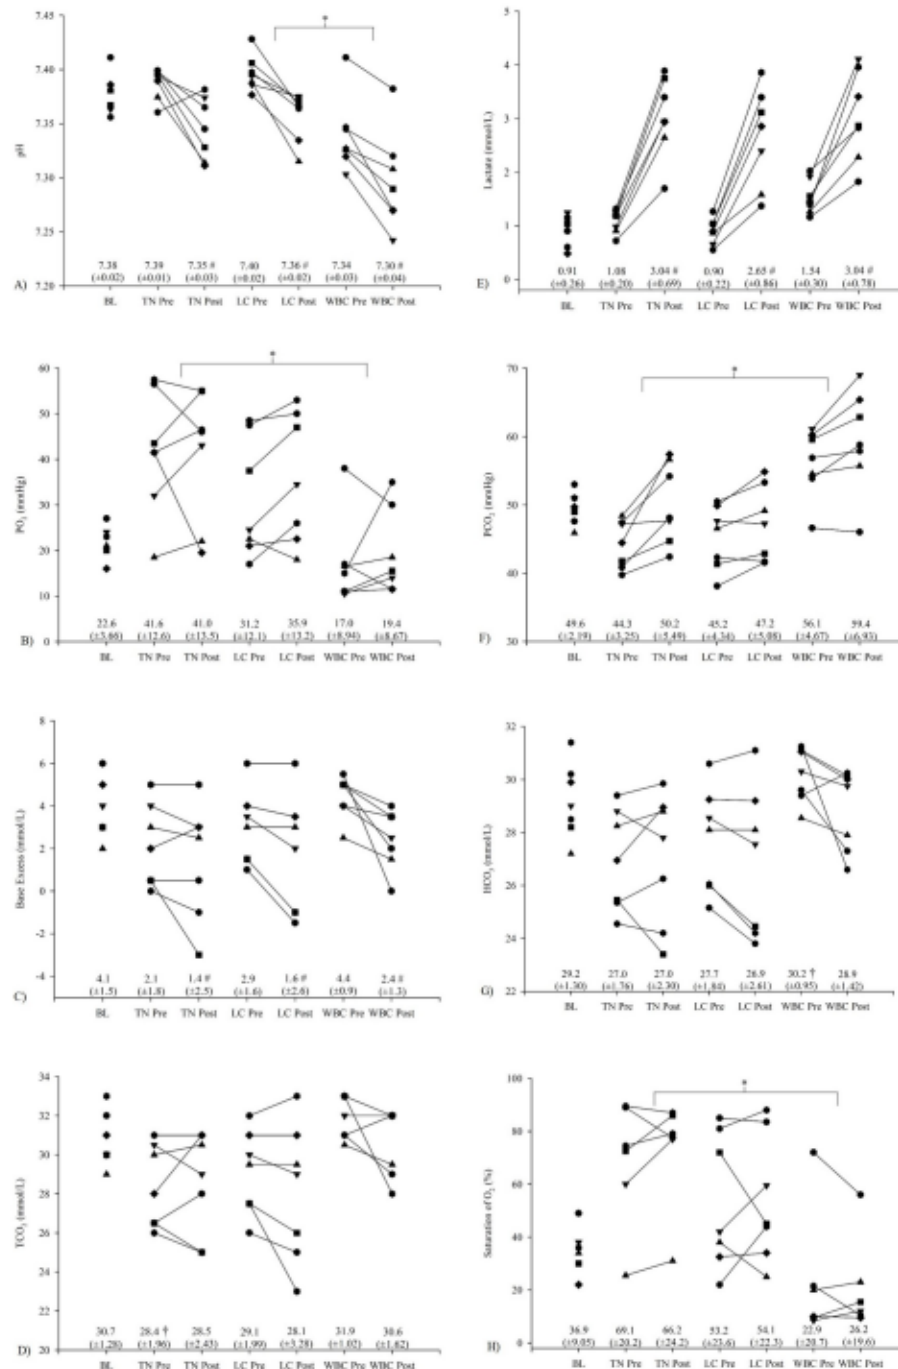 *
7.45
7.40
7.35
7.30
7.25
7.20
pH
7.38 7.39 7.35 # 7.40 7.36 # 7.34 7.30 #
(±0.02) (±0.01) (±0.03) (±0.02) (±0.02) (±0.03) (±0.04)
A)
BL TN Pre TN Post LC Pre LC Post WBC Pre WBC Post
5
4
3
2
1
0
Lactate (mmol/L)
0.91 1.08 3.04 # 0.90 2.65 # 1.54 3.04 #
(±0.26) (±0.20) (±0.69) (±0.22) (±0.86) (±0.30) (±0.78)
E)
BL TN Pre TN Post LC Pre LC Post WBC Pre WBC Post
*
60
50
40
30
20
10
0
PO₂ (mmHg)
22.6 41.6 41.0 31.2 35.9 17.0 19.4
(±3.66) (±12.6) (±13.5) (±12.1) (±13.2) (±8.94) (±8.67)
B)
BL TN Pre TN Post LC Pre LC Post WBC Pre WBC Post
*
70
60
50
40
30
PCO₂ (mmHg)
49.6 44.3 50.2 45.2 47.2 56.1 59.4
(±2.19) (±3.25) (±5.49) (±4.34) (±5.08) (±4.67) (±6.93)
F)
BL TN Pre TN Post LC Pre LC Post WBC Pre WBC Post
8
6
4
2
0
-2
-4
Base Excess (mmol/L)
4.1 2.1 1.4 # 2.9 1.6 # 4.4 2.4 #
(±1.5) (±1.8) (±2.5) (±1.6) (±2.6) (±0.9) (±1.3)
C)
BL TN Pre TN Post LC Pre LC Post WBC Pre WBC Post
32
30
28
26
24
22
HCO₃ (mmol/L)
29.2 27.0 27.0 27.7 26.9 30.2 † 28.9
(±1.30) (±1.76) (±2.30) (±1.84) (±2.61) (±0.95) (±1.42)
G)
BL TN Pre TN Post LC Pre LC Post WBC Pre WBC Post
34
32
30
28
26
24
22
20
TCO₂ (mmol/L)
30.7 28.4 † 28.5 29.1 28.1 31.9 30.6
(±1.28) (±1.96) (±2.43) (±1.99) (±3.28) (±1.02) (±1.62)
D)
BL TN Pre TN Post LC Pre LC Post WBC Pre WBC Post
*
100
80
60
40
20
0
Saturation of O₂ (%)
36.9 69.1 66.2 53.2 54.1 22.9 26.2
(±9.05) (±20.2) (±24.2) (±23.6) (±22.3) (±20.7) (±19.6)
H)
BL TN Pre TN Post LC Pre LC Post WBC Pre WBC Post